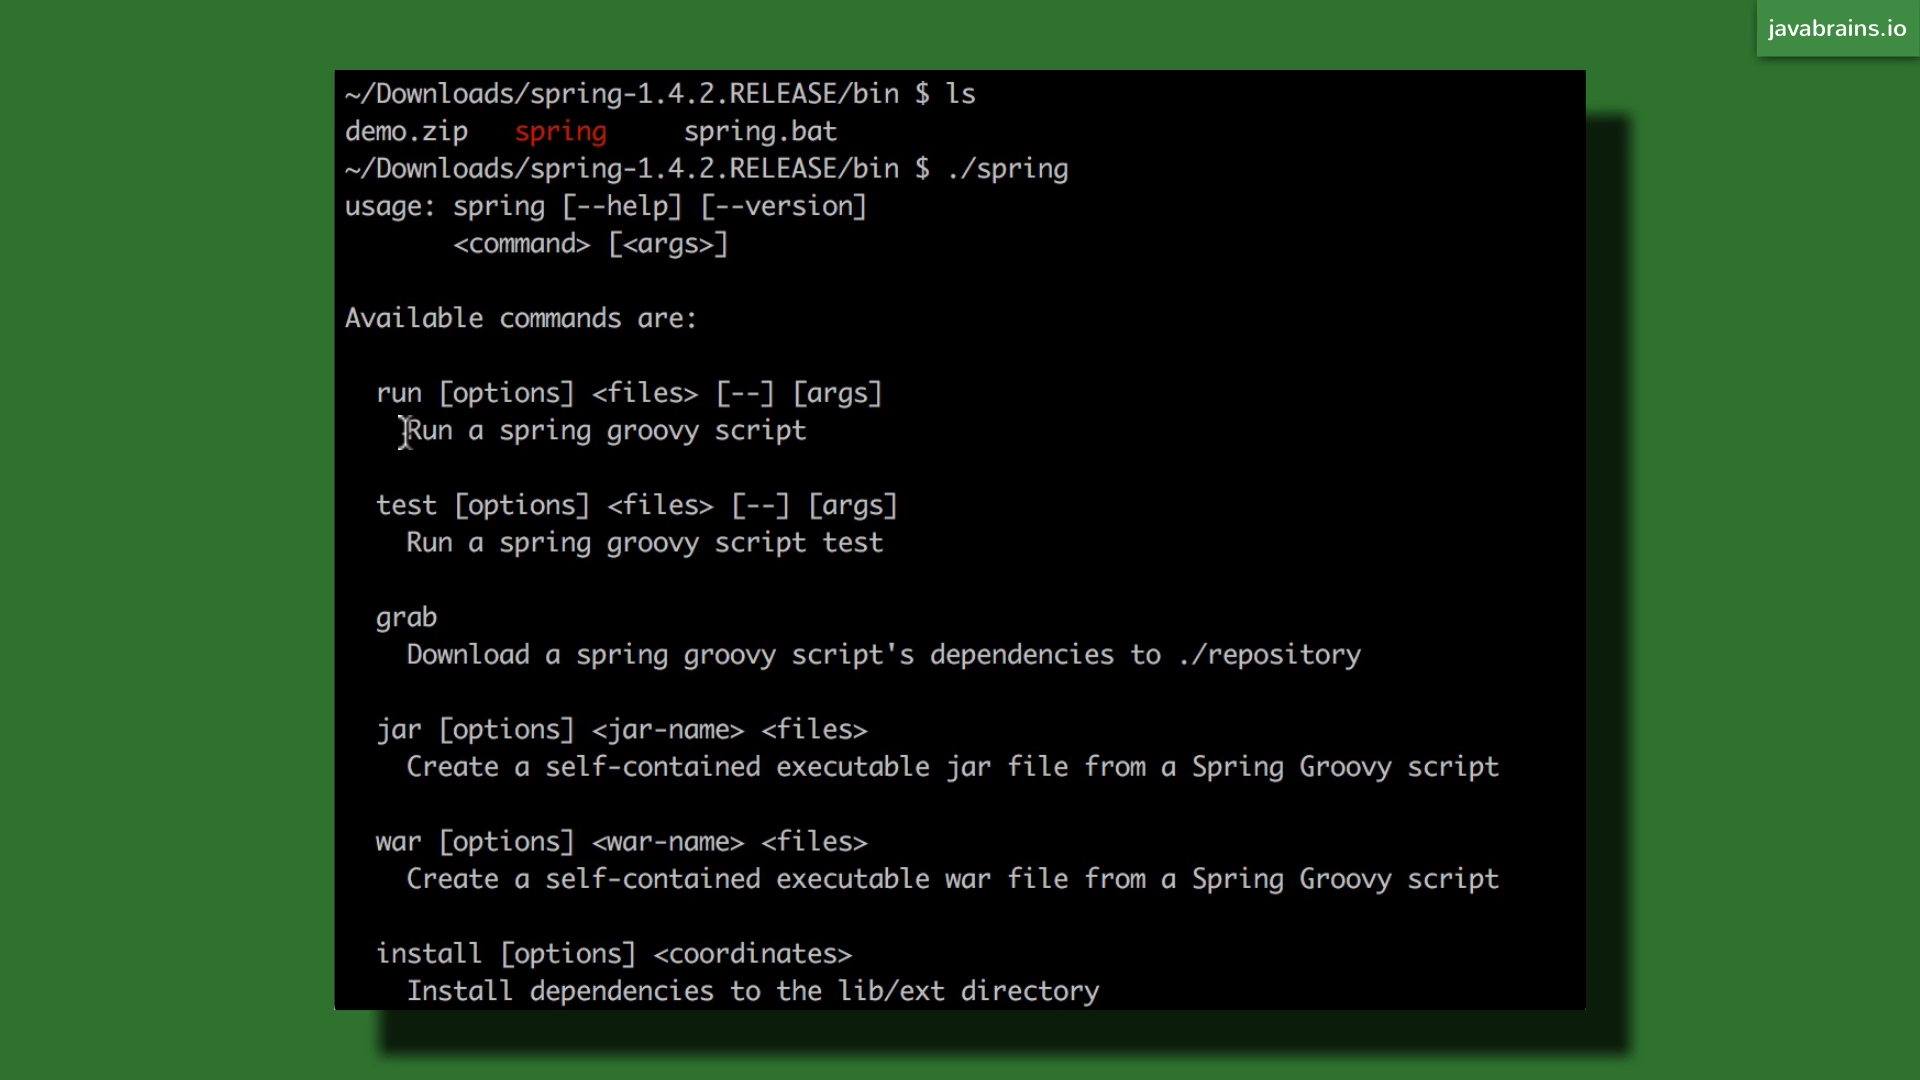 javabrains.io
~/Downloads/spring-1.4.2.RELEASE/bin $ ls
demo.zip   spring     spring.bat
~/Downloads/spring-1.4.2.RELEASE/bin $ ./spring
usage: spring [--help] [--version]
       <command> [<args>]
Available commands are:
  run [options] <files> [--] [args]
    Run a spring groovy script
  test [options] <files> [--] [args]
    Run a spring groovy script test
  grab
    Download a spring groovy script's dependencies to ./repository
  jar [options] <jar-name> <files>
    Create a self-contained executable jar file from a Spring Groovy script
  war [options] <war-name> <files>
    Create a self-contained executable war file from a Spring Groovy script
  install [options] <coordinates>
    Install dependencies to the lib/ext directory